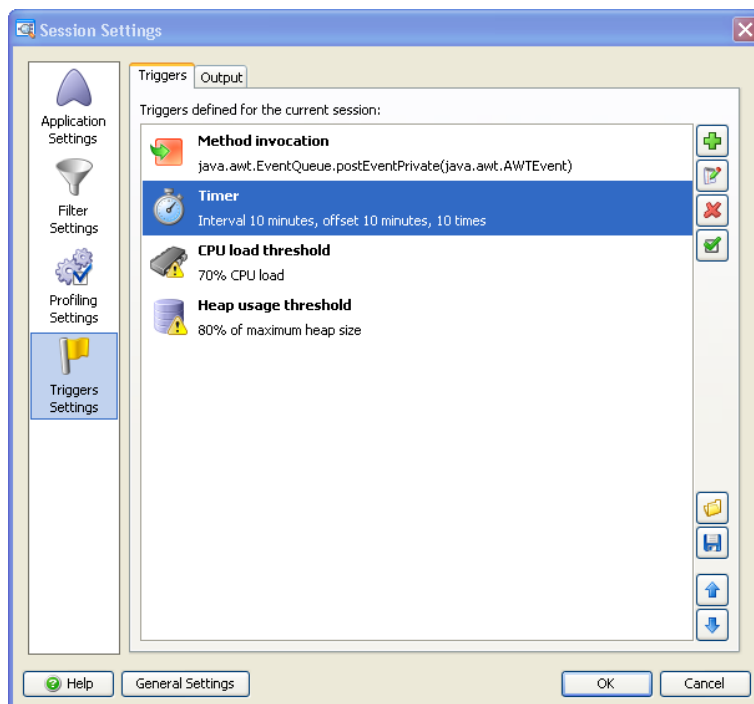 Session Settings
Application
Settings
Filter
Settings
Profiling
Settings
Triggers
Settings
Triggers
Output
Triggers defined for the current session:
Method invocation
java.awt.EventQueue.postEventPrivate(java.awt.AWTEvent)
Timer
Interval 10 minutes, offset 10 minutes, 10 times
CPU load threshold
70% CPU load
Heap usage threshold
80% of maximum heap size
Help
General Settings
OK
Cancel